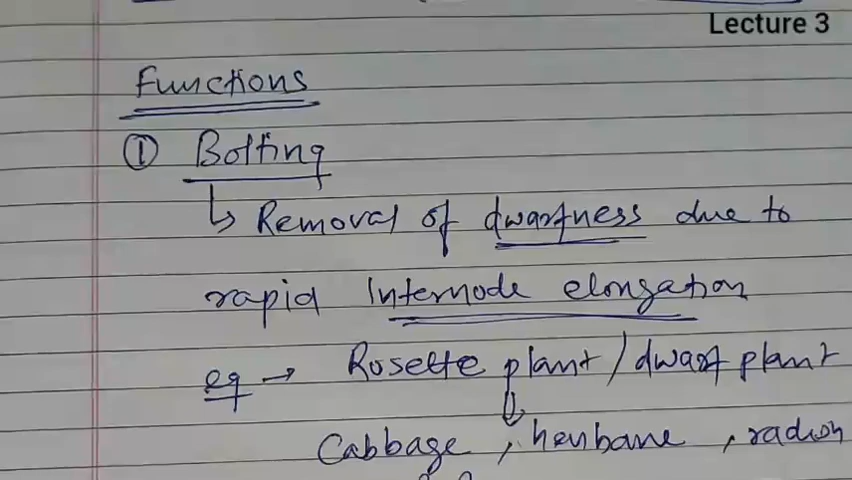 Lecture 3
Functions
① Bolting
↳ Removal of dwarfness due to
rapid Internode elongation
eg → Rosette plant / dwarf plant
Cabbage , henbane , radish